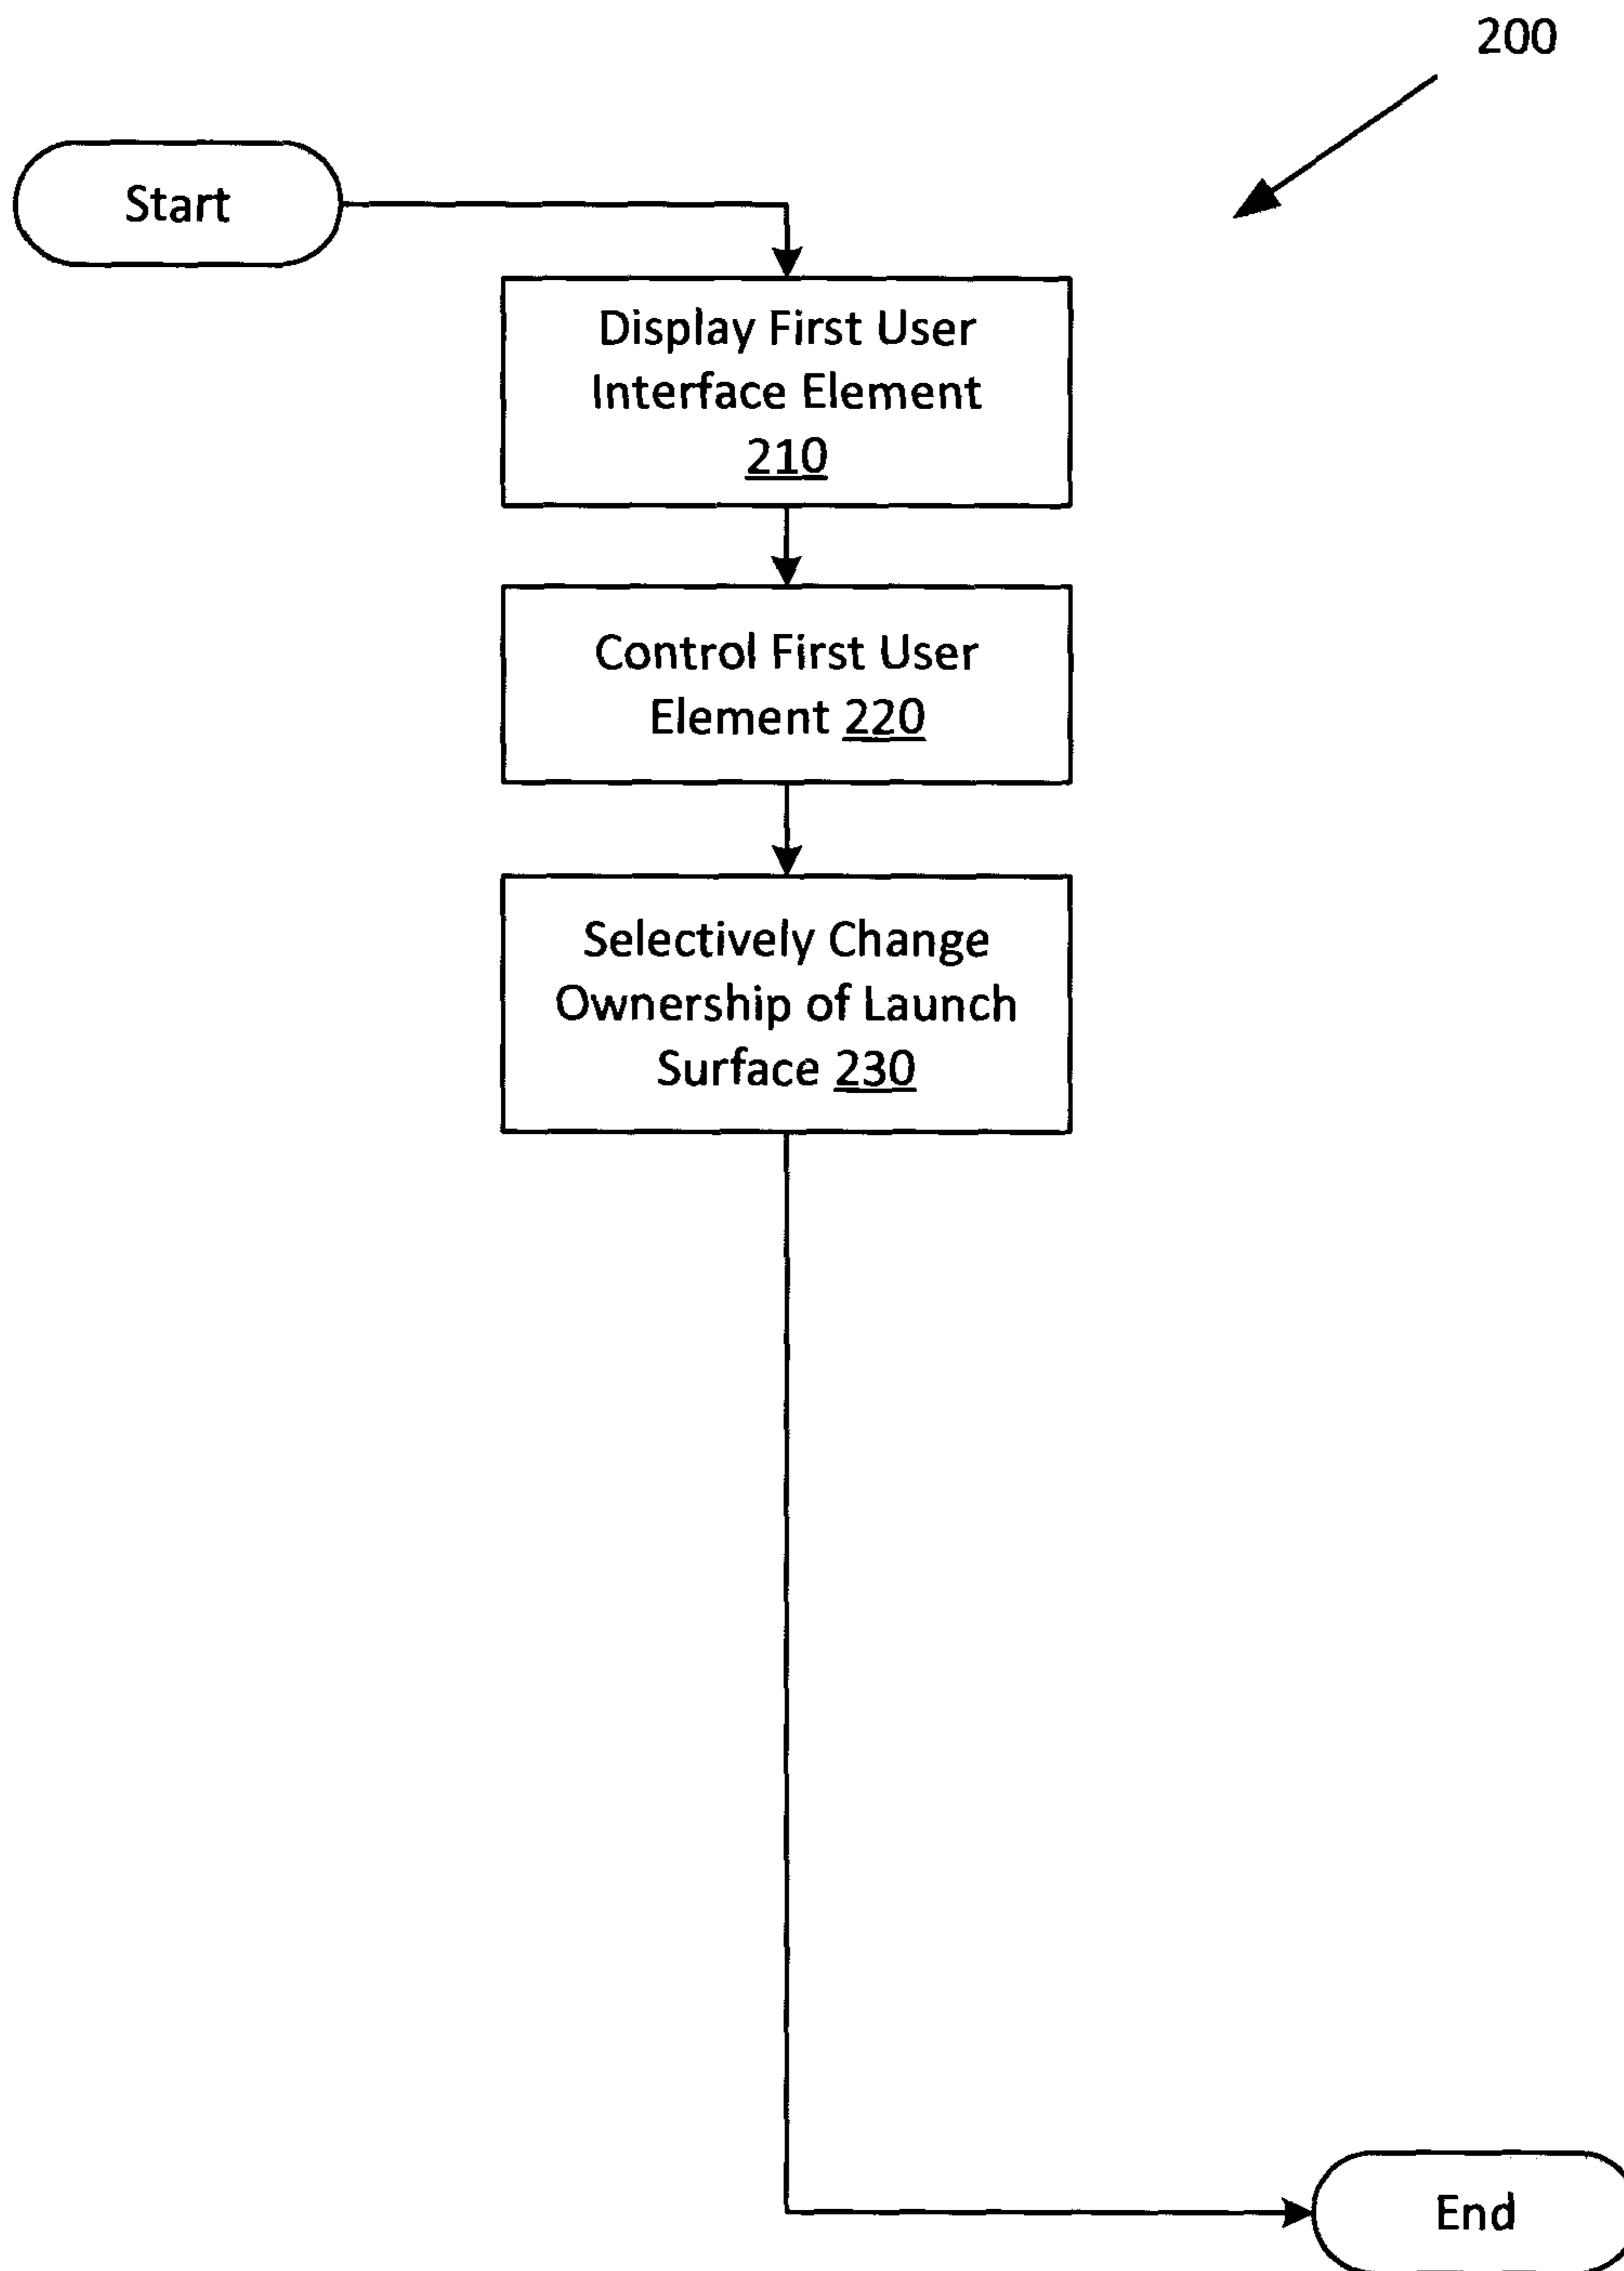 200
Start
Display First User
Interface Element
210
Control First User
Element 220
Selectively Change
Ownership of Launch
Surface 230
End